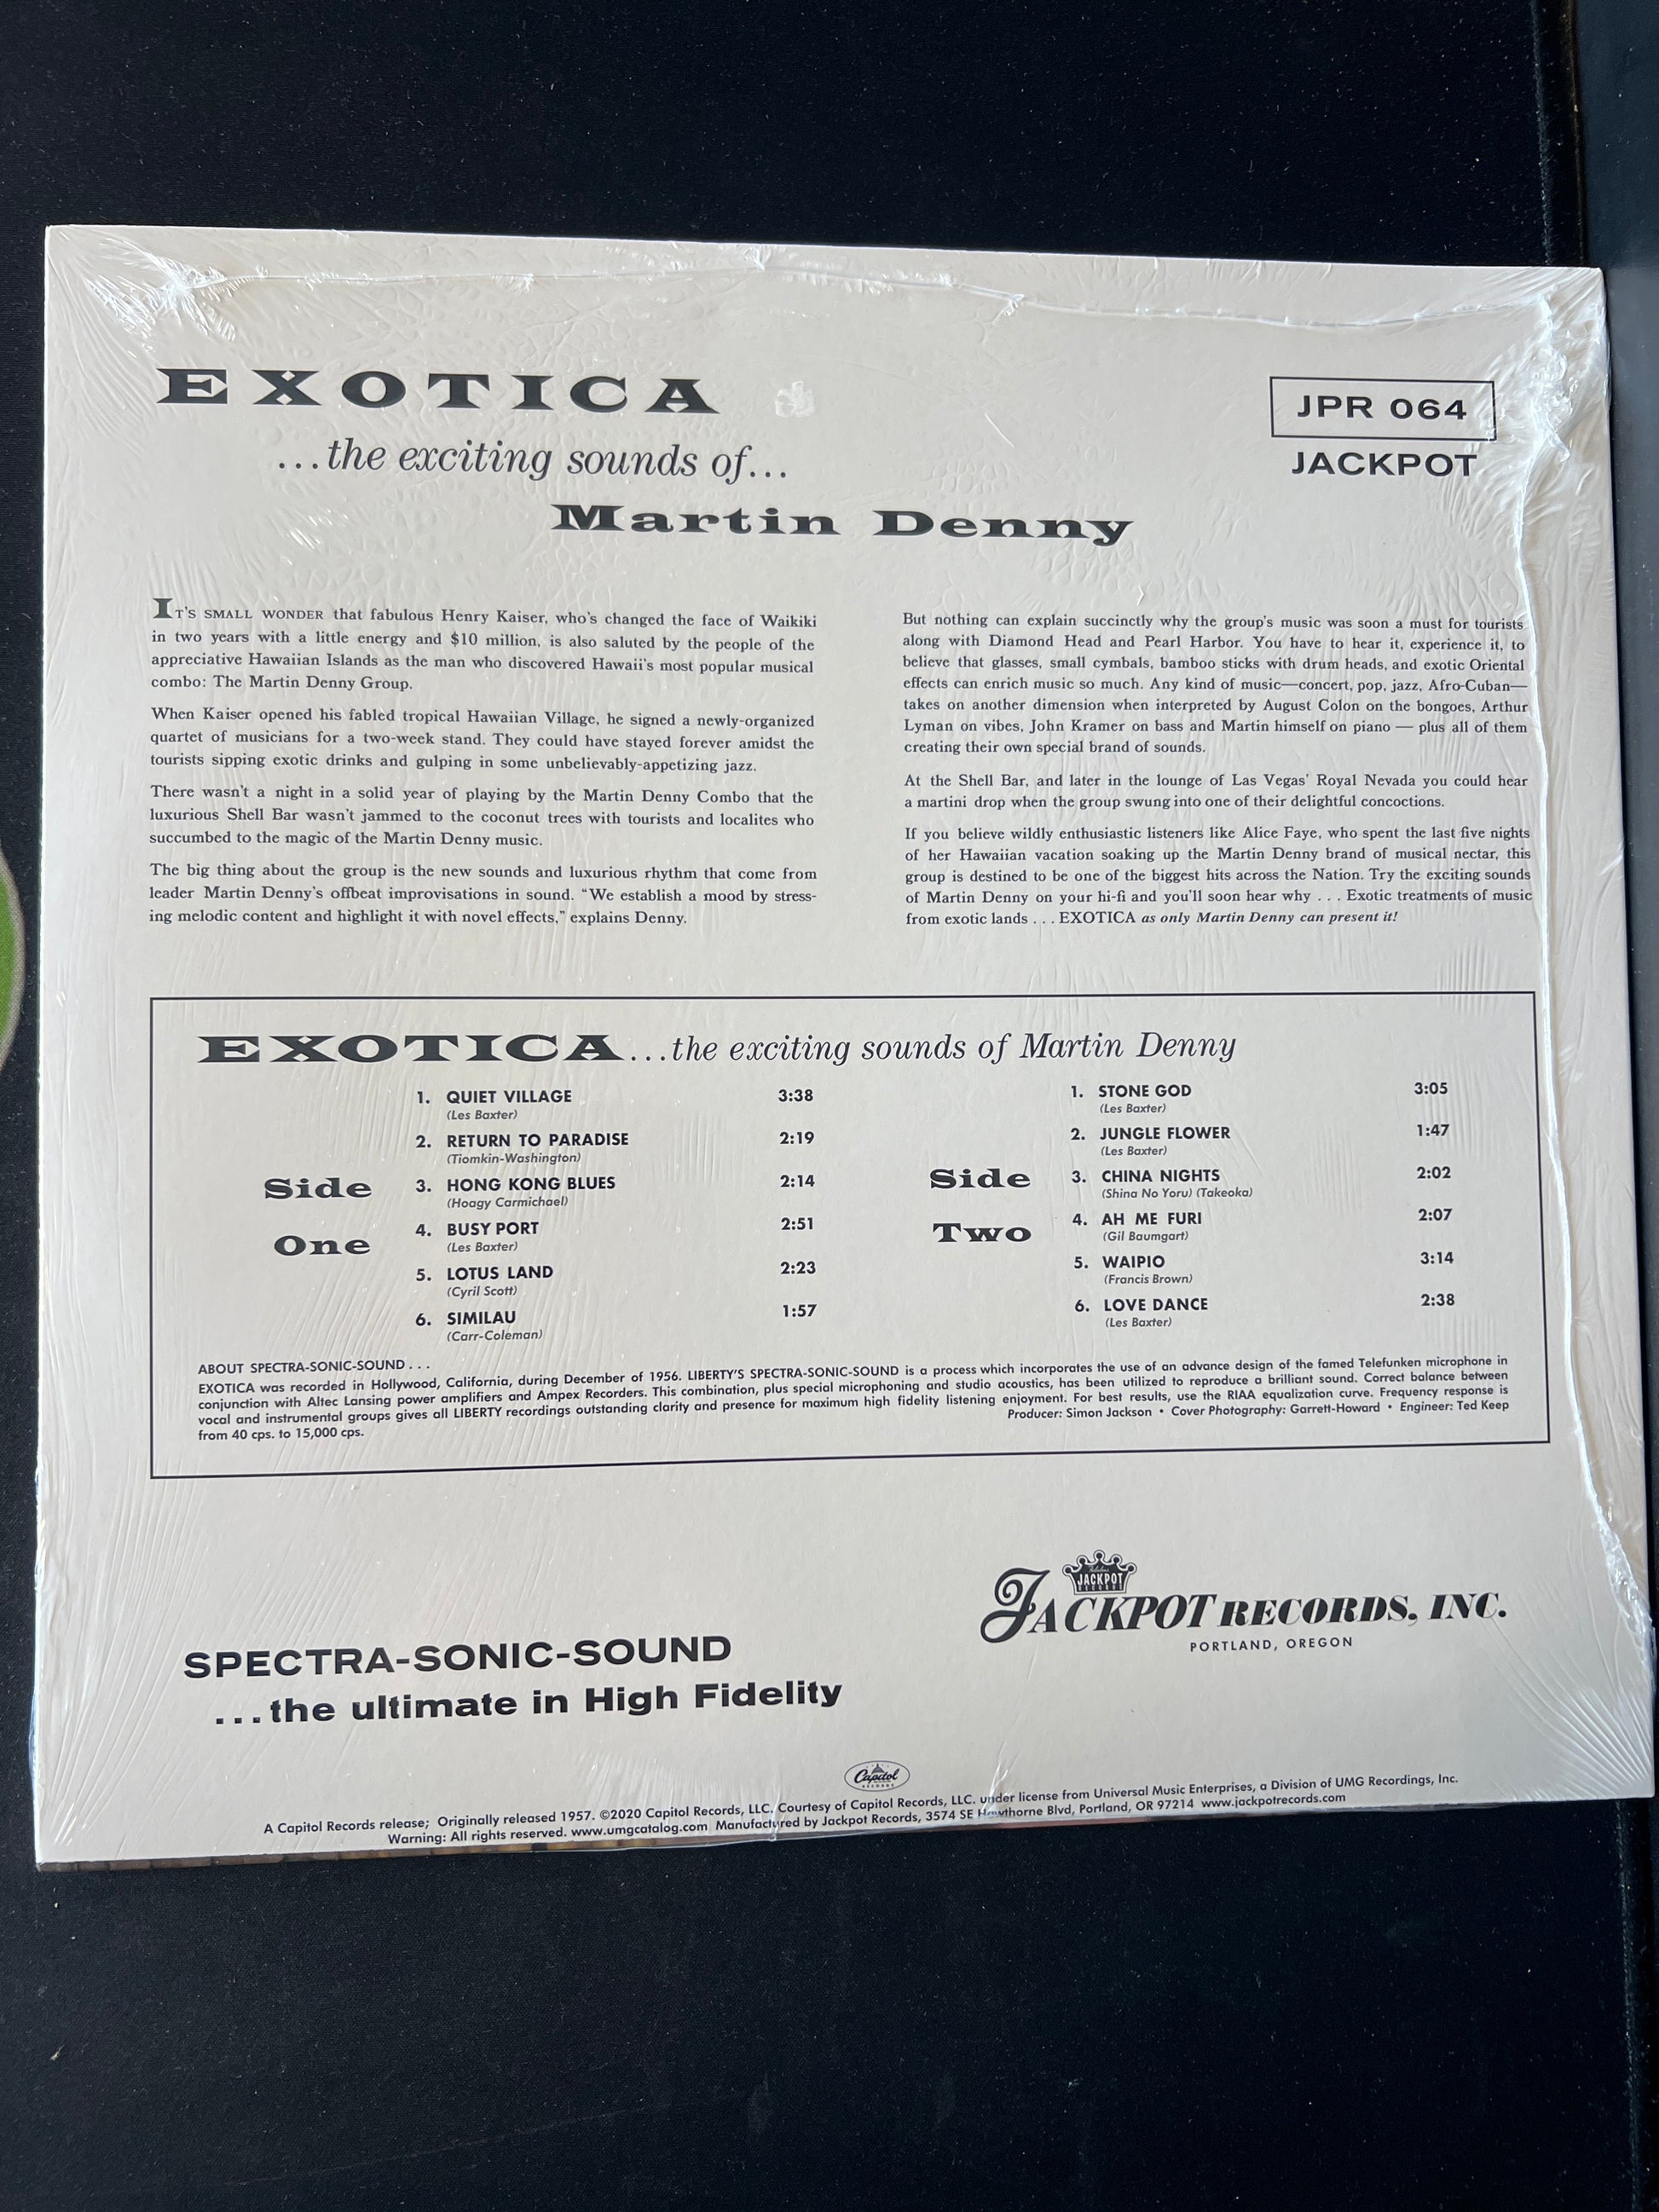 EXOTICA
...the exciting sounds of...
Martin Denny
JPR 064
JACKPOT
IT'S SMALL WONDER that fabulous Henry Kaiser, who's changed the face of Waikiki
in two years with a little energy and $10 million, is also saluted by the people of the
appreciative Hawaiian Islands as the man who discovered Hawaii's most popular musical
combo: The Martin Denny Group.
When Kaiser opened his fabled tropical Hawaiian Village, he signed a newly-organized
quartet of musicians for a two-week stand. They could have stayed forever amidst the
tourists sipping exotic drinks and gulping in some unbelievably-appetizing jazz.
There wasn't a night in a solid year of playing by the Martin Denny Combo that the
luxurious Shell Bar wasn't jammed to the coconut trees with tourists and localites who
succumbed to the magic of the Martin Denny music.
The big thing about the group is the new sounds and luxurious rhythm that come from
leader Martin Denny's offbeat improvisations in sound. "We establish a mood by stress-
ing melodic content and highlight it with novel effects," explains Denny.
But nothing can explain succinctly why the group's music was soon a must for tourists
along with Diamond Head and Pearl Harbor. You have to hear it, experience it, to
believe that glasses, small cymbals, bamboo sticks with drum heads, and exotic Oriental
effects can enrich music so much. Any kind of music—concert, pop, jazz, Afro-Cuban—
takes on another dimension when interpreted by August Colon on the bongoes, Arthur
Lyman on vibes, John Kramer on bass and Martin himself on piano — plus all of them
creating their own special brand of sounds.
At the Shell Bar, and later in the lounge of Las Vegas' Royal Nevada you could hear
a martini drop when the group swung into one of their delightful concoctions.
If you believe wildly enthusiastic listeners like Alice Faye, who spent the last five nights
of her Hawaiian vacation soaking up the Martin Denny brand of musical nectar, this
group is destined to be one of the biggest hits across the Nation. Try the exciting sounds
of Martin Denny on your hi-fi and you'll soon hear why . . . Exotic treatments of music
from exotic lands . . . EXOTICA as only Martin Denny can present it!
EXOTICA...the exciting sounds of Martin Denny
Side
One
1. QUIET VILLAGE 3:38
(Les Baxter)
2. RETURN TO PARADISE 2:19
(Tiomkin-Washington)
3. HONG KONG BLUES 2:14
(Hoagy Carmichael)
4. BUSY PORT 2:51
(Les Baxter)
5. LOTUS LAND 2:23
(Cyril Scott)
6. SIMILAU 1:57
(Carr-Coleman)
Side
Two
1. STONE GOD 3:05
(Les Baxter)
2. JUNGLE FLOWER 1:47
(Les Baxter)
3. CHINA NIGHTS 2:02
(Shina No Yoru) (Takeoka)
4. AH ME FURI 2:07
(Gil Baumgart)
5. WAIPIO 3:14
(Francis Brown)
6. LOVE DANCE 2:38
(Les Baxter)
ABOUT SPECTRA-SONIC-SOUND . . .
EXOTICA was recorded in Hollywood, California, during December of 1956. LIBERTY'S SPECTRA-SONIC-SOUND is a process which incorporates the use of an advance design of the famed Telefunken microphone in
conjunction with Altec Lansing power amplifiers and Ampex Recorders. This combination, plus special microphoning and studio acoustics, has been utilized to reproduce a brilliant sound. Correct balance between
vocal and instrumental groups gives all LIBERTY recordings outstanding clarity and presence for maximum high fidelity listening enjoyment. For best results, use the RIAA equalization curve. Frequency response is
from 40 cps. to 15,000 cps.
Producer: Simon Jackson • Cover Photography: Garrett-Howard • Engineer: Ted Keep
JACKPOT
JACKPOT RECORDS, INC.
PORTLAND, OREGON
SPECTRA-SONIC-SOUND
...the ultimate in High Fidelity
Capitol
RECORDS
A Capitol Records release; Originally released 1957. ©2020 Capitol Records, LLC. Courtesy of Capitol Records, LLC. under license from Universal Music Enterprises, a Division of UMG Recordings, Inc.
Warning: All rights reserved. www.umgcatalog.com Manufactured by Jackpot Records, 3574 SE Hawthorne Blvd, Portland, OR 97214 www.jackpotrecords.com